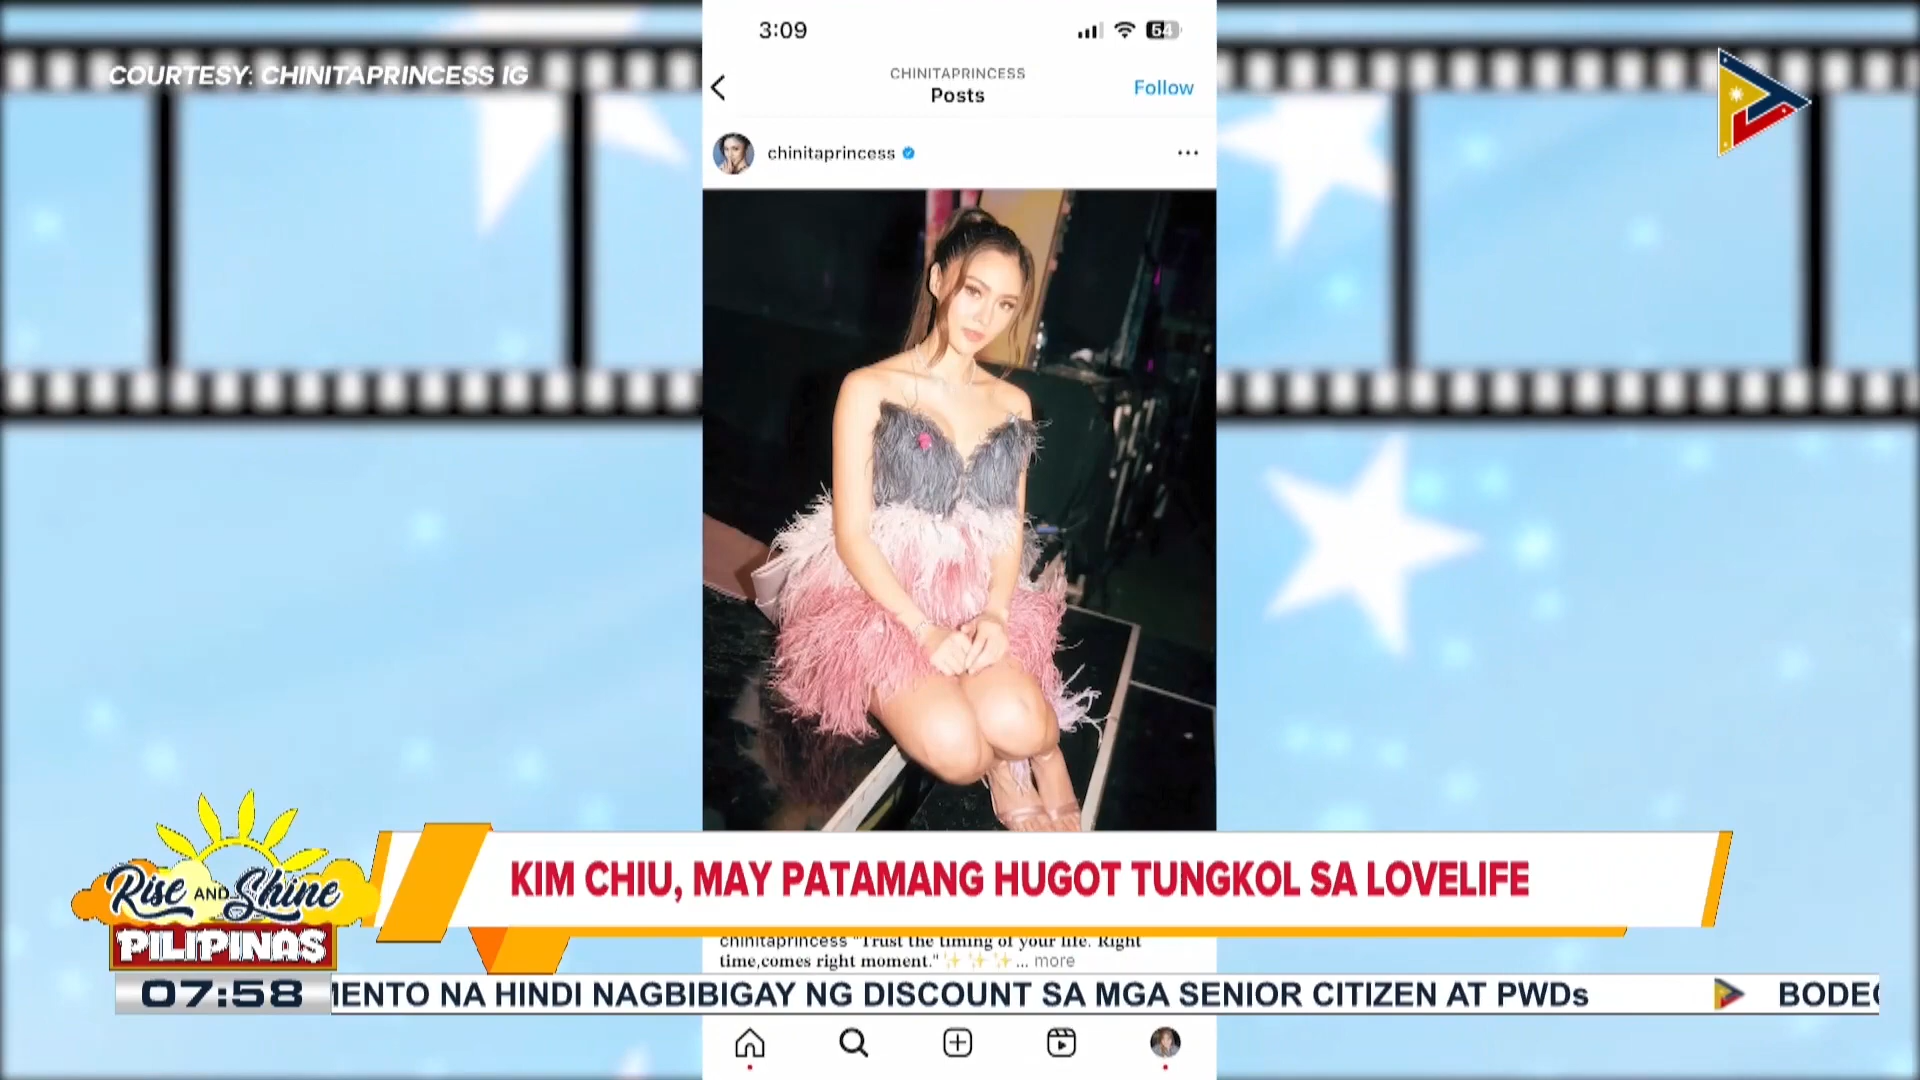 3:09
54
COURTESY: CHINITAPRINCESS IG
CHINITAPRINCESS
Posts
Follow
chinitaprincess
KIM CHIU, MAY PATAMANG HUGOT TUNGKOL SA LOVELIFE
Rise AND Shine
PILIPINAS
chinitaprincess "Trust the timing of your life. Right
time,comes right moment."✨✨✨... more
07:58
NA HINDI NAGBIBIGAY NG DISCOUNT SA MGA SENIOR CITIZEN AT PWDs